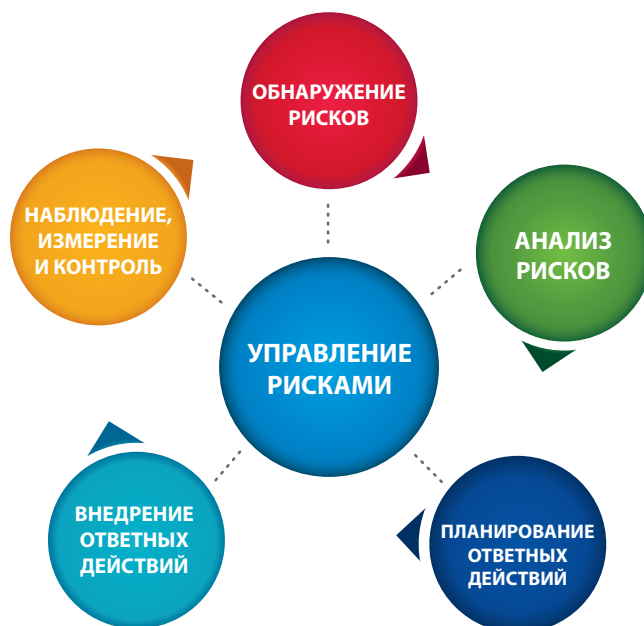 ОБНАРУЖЕНИЕ
РИСКОВ
НАБЛЮДЕНИЕ,
ИЗМЕРЕНИЕ
И КОНТРОЛЬ
АНАЛИЗ
РИСКОВ
УПРАВЛЕНИЕ
РИСКАМИ
ВНЕДРЕНИЕ
ОТВЕТНЫХ
ДЕЙСТВИЙ
ПЛАНИРОВАНИЕ
ОТВЕТНЫХ
ДЕЙСТВИЙ